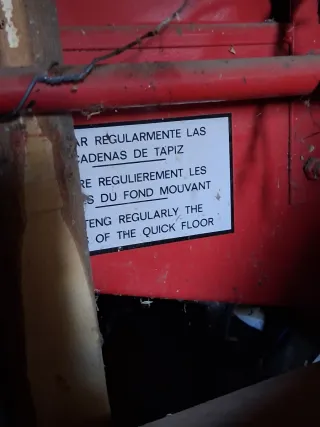 AR REGULARMENTE LAS
CADENAS DE TAPIZ
RE REGULIEREMENT LES
S DU FOND MOUVANT
TENG REGULARLY THE
S OF THE QUICK FLOOR